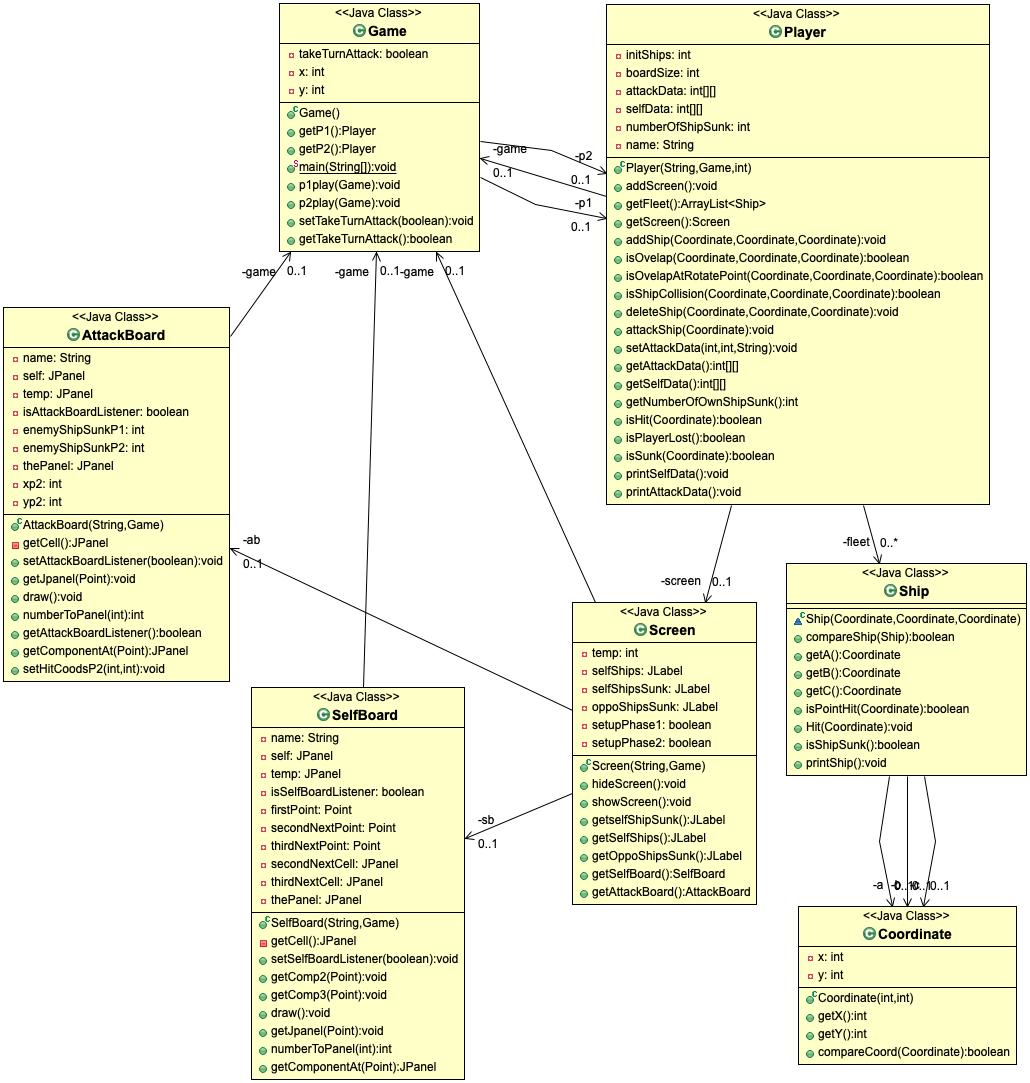 <<Java Class>>
Game
takeTurnAttack: boolean
x: int
y: int
Game()
getP1():Player
getP2():Player
main(String[]):void
p1play(Game):void
p2play(Game):void
setTakeTurnAttack(boolean):void
getTakeTurnAttack():boolean
<<Java Class>>
Player
initShips: int
boardSize: int
attackData: int[][]
selfData: int[][]
numberOfShipSunk: int
name: String
Player(String,Game,int)
addScreen():void
getFleet():ArrayList<Ship>
getScreen():Screen
addShip(Coordinate,Coordinate,Coordinate):void
isOvelap(Coordinate,Coordinate,Coordinate):boolean
isOvelapAtRotatePoint(Coordinate,Coordinate,Coordinate):boolean
isShipCollision(Coordinate,Coordinate,Coordinate):boolean
deleteShip(Coordinate,Coordinate,Coordinate):void
attackShip(Coordinate):void
setAttackData(int,int,String):void
getAttackData():int[][]
getSelfData():int[][]
getNumberOfOwnShipSunk():int
isHit(Coordinate):boolean
isPlayerLost():boolean
isSunk(Coordinate):boolean
printSelfData():void
printAttackData():void
-game
0..1
-p2
0..1
-p1
0..1
-game 0..1
-game 0..1
-game 0..1
<<Java Class>>
AttackBoard
name: String
self: JPanel
temp: JPanel
isAttackBoardListener: boolean
enemyShipSunkP1: int
enemyShipSunkP2: int
thePanel: JPanel
xp2: int
yp2: int
AttackBoard(String,Game)
getCell():JPanel
setAttackBoardListener(boolean):void
getJpanel(Point):void
draw():void
numberToPanel(int):int
getAttackBoardListener():boolean
getComponentAt(Point):JPanel
setHitCoodsP2(int,int):void
-ab
0..1
-screen 0..1
-fleet 0..*
<<Java Class>>
Ship
Ship(Coordinate,Coordinate,Coordinate)
compareShip(Ship):boolean
getA():Coordinate
getB():Coordinate
getC():Coordinate
isPointHit(Coordinate):boolean
Hit(Coordinate):void
isShipSunk():boolean
printShip():void
<<Java Class>>
Screen
temp: int
selfShips: JLabel
selfShipsSunk: JLabel
oppoShipsSunk: JLabel
setupPhase1: boolean
setupPhase2: boolean
Screen(String,Game)
hideScreen():void
showScreen():void
getselfShipSunk():JLabel
getSelfShips():JLabel
getOppoShipsSunk():JLabel
getSelfBoard():SelfBoard
getAttackBoard():AttackBoard
<<Java Class>>
SelfBoard
name: String
self: JPanel
temp: JPanel
isSelfBoardListener: boolean
firstPoint: Point
secondNextPoint: Point
thirdNextPoint: Point
secondNextCell: JPanel
thirdNextCell: JPanel
thePanel: JPanel
SelfBoard(String,Game)
getCell():JPanel
setSelfBoardListener(boolean):void
getComp2(Point):void
getComp3(Point):void
draw():void
getJpanel(Point):void
numberToPanel(int):int
getComponentAt(Point):JPanel
-sb
0..1
-a
0..1
<<Java Class>>
Coordinate
x: int
y: int
Coordinate(int,int)
getX():int
getY():int
compareCoord(Coordinate):boolean